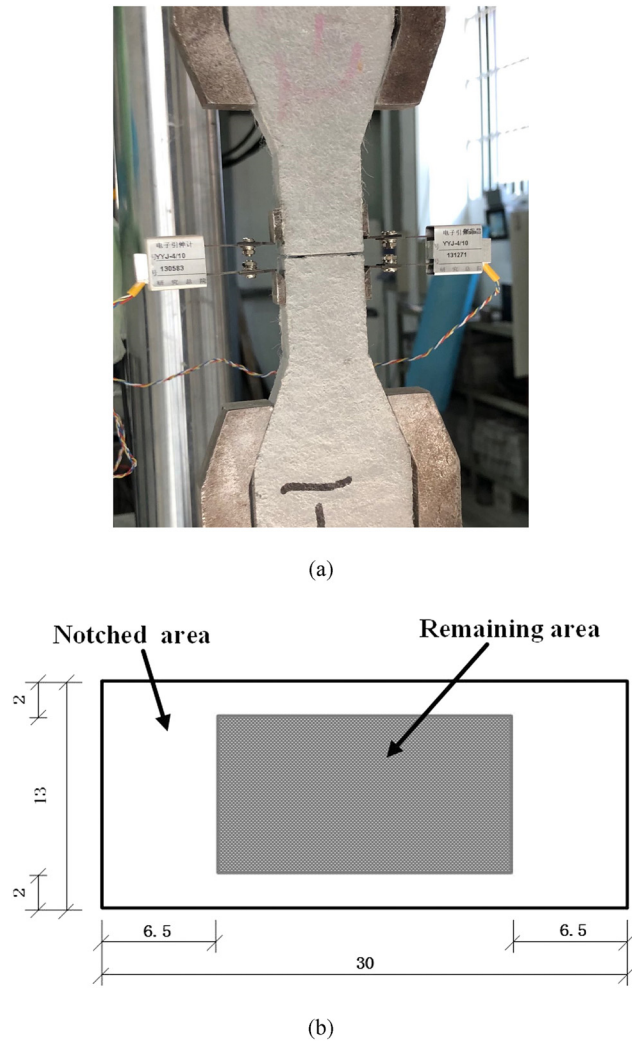 电子引伸计
YYJ-4/10
130583
YYJ-4/10
131271
(a)
Notched area
Remaining area
2
13
2
6.5
6.5
30
(b)